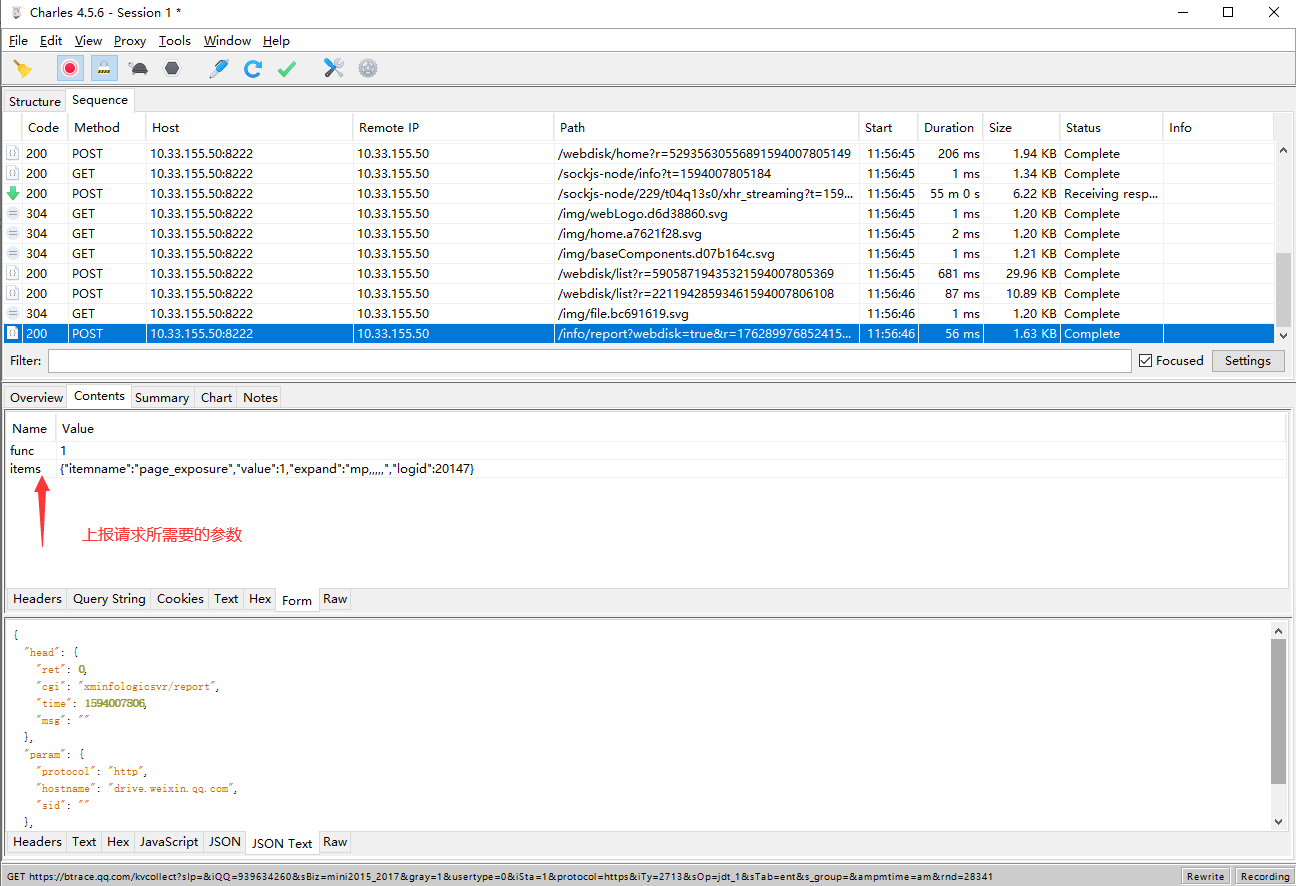 Charles 4.5.6 - Session 1 *
File Edit View Proxy Tools Window Help
Structure Sequence
Code Method Host Remote IP Path Start Duration Size Status Info
200 POST 10.33.155.50:8222 10.33.155.50 /webdisk/home?r=52935630556891594007805149 11:56:45 206 ms 1.94 KB Complete
200 GET 10.33.155.50:8222 10.33.155.50 /sockjs-node/info?t=1594007805184 11:56:45 1 ms 1.34 KB Complete
200 POST 10.33.155.50:8222 10.33.155.50 /sockjs-node/229/t04q13s0/xhr_streaming?t=159... 11:56:45 55 m 0 s 6.22 KB Receiving resp...
304 GET 10.33.155.50:8222 10.33.155.50 /img/webLogo.d6d38860.svg 11:56:45 1 ms 1.20 KB Complete
304 GET 10.33.155.50:8222 10.33.155.50 /img/home.a7621f28.svg 11:56:45 2 ms 1.20 KB Complete
304 GET 10.33.155.50:8222 10.33.155.50 /img/baseComponents.d07b164c.svg 11:56:45 1 ms 1.21 KB Complete
200 POST 10.33.155.50:8222 10.33.155.50 /webdisk/list?r=59058719435321594007805369 11:56:45 681 ms 29.96 KB Complete
200 POST 10.33.155.50:8222 10.33.155.50 /webdisk/list?r=22119428593461594007806108 11:56:46 87 ms 10.89 KB Complete
304 GET 10.33.155.50:8222 10.33.155.50 /img/file.bc691619.svg 11:56:46 1 ms 1.20 KB Complete
200 POST 10.33.155.50:8222 10.33.155.50 /info/report?webdisk=true&r=176289976852415... 11:56:46 56 ms 1.63 KB Complete
Filter: Focused Settings
Overview Contents Summary Chart Notes
Name Value
func 1
items {"itemname":"page_exposure","value":1,"expand":"mp,,,,,","logid":20147}
上报请求所需要的参数
Headers Query String Cookies Text Hex Form Raw
{
"head": {
"ret": 0,
"cgi": "xminfologicsvr/report",
"time": 1594007806,
"msg": ""
},
"param": {
"protocol": "http",
"hostname": "drive.weixin.qq.com",
"sid": ""
},
Headers Text Hex JavaScript JSON JSON Text Raw
GET https://btrace.qq.com/kvcollect?sIp=&iQQ=939634260&sBiz=mini2015_2017&gray=1&usertype=0&iSta=1&protocol=https&iTy=2713&sOp=jdt_1&sTab=ent&s_group=&ampmtime=am&rnd=28341 Rewrite Recording